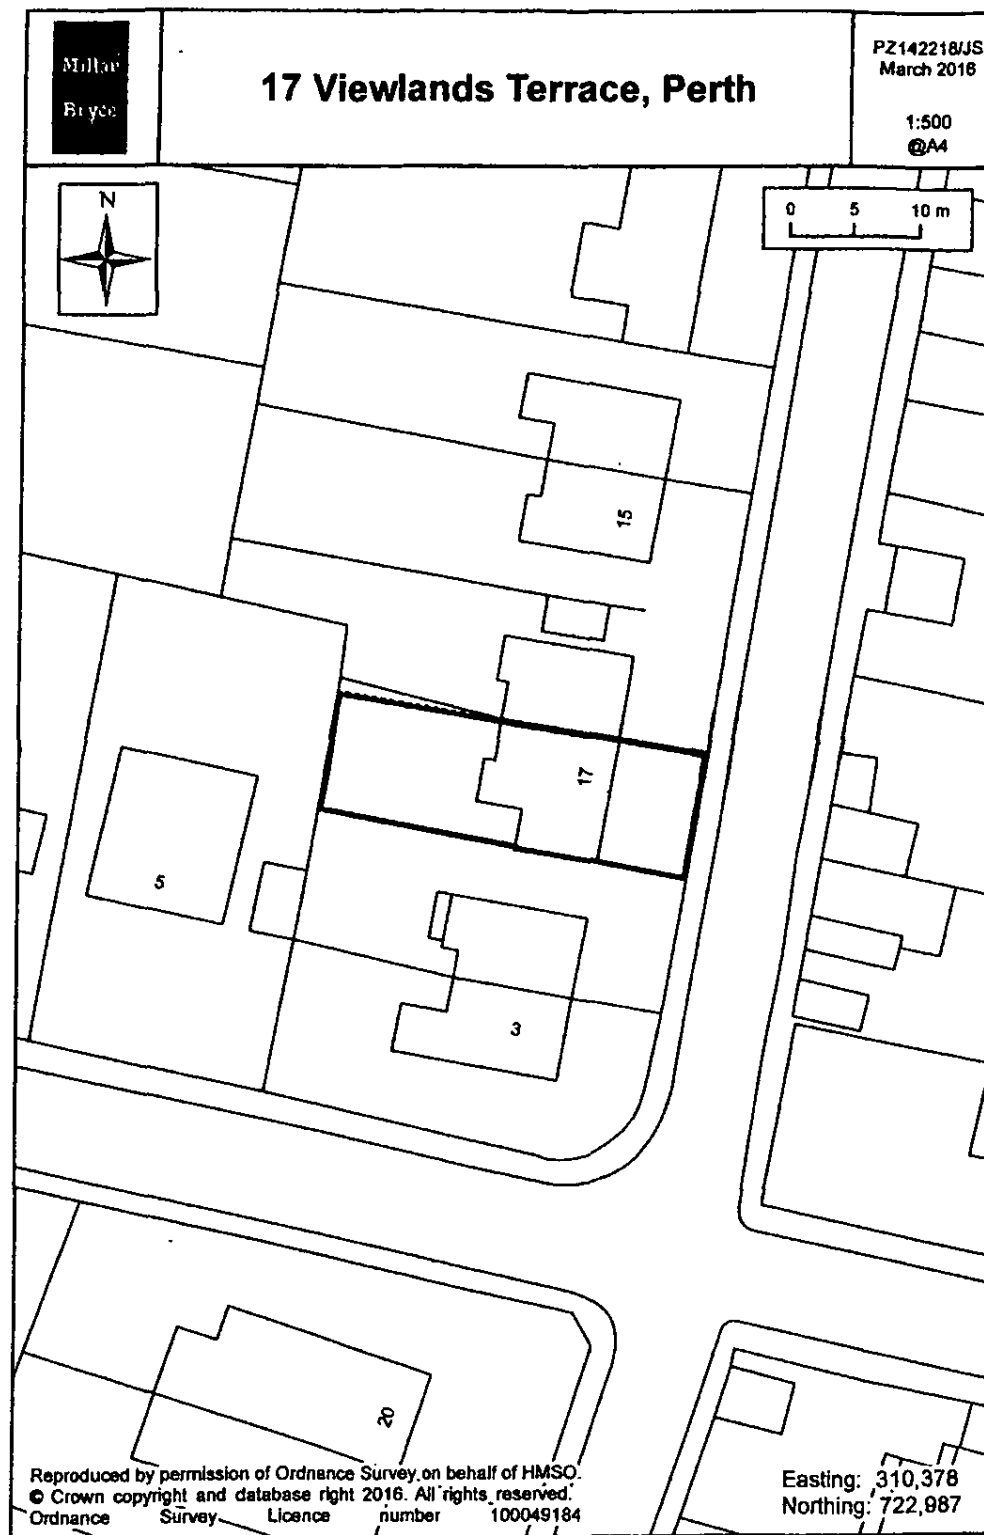 Millar
Bryce
17 Viewlands Terrace, Perth
PZ142218/JS
March 2016
1:500
@A4
N
0 5 10 m
15
17
5
3
20
Reproduced by permission of Ordnance Survey on behalf of HMSO.
© Crown copyright and database right 2016. All rights reserved.
Ordnance Survey Licence number 100049184
Easting: 310,378
Northing: 722,987